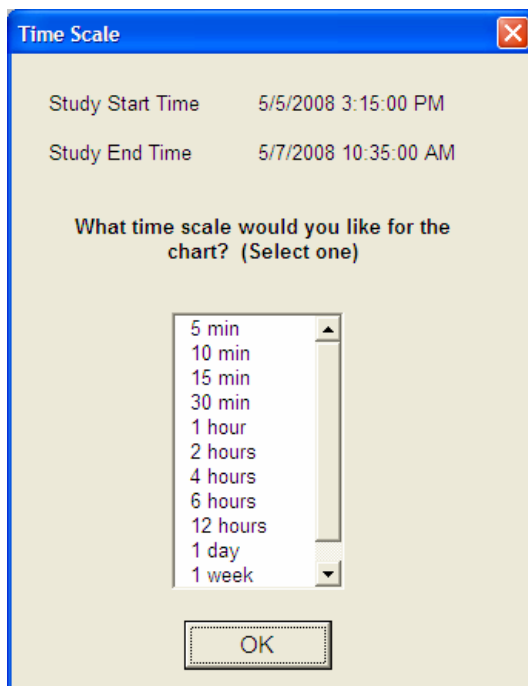 Time Scale
Study Start Time 5/5/2008 3:15:00 PM
Study End Time 5/7/2008 10:35:00 AM
What time scale would you like for the
chart? (Select one)
5 min
10 min
15 min
30 min
1 hour
2 hours
4 hours
6 hours
12 hours
1 day
1 week
OK